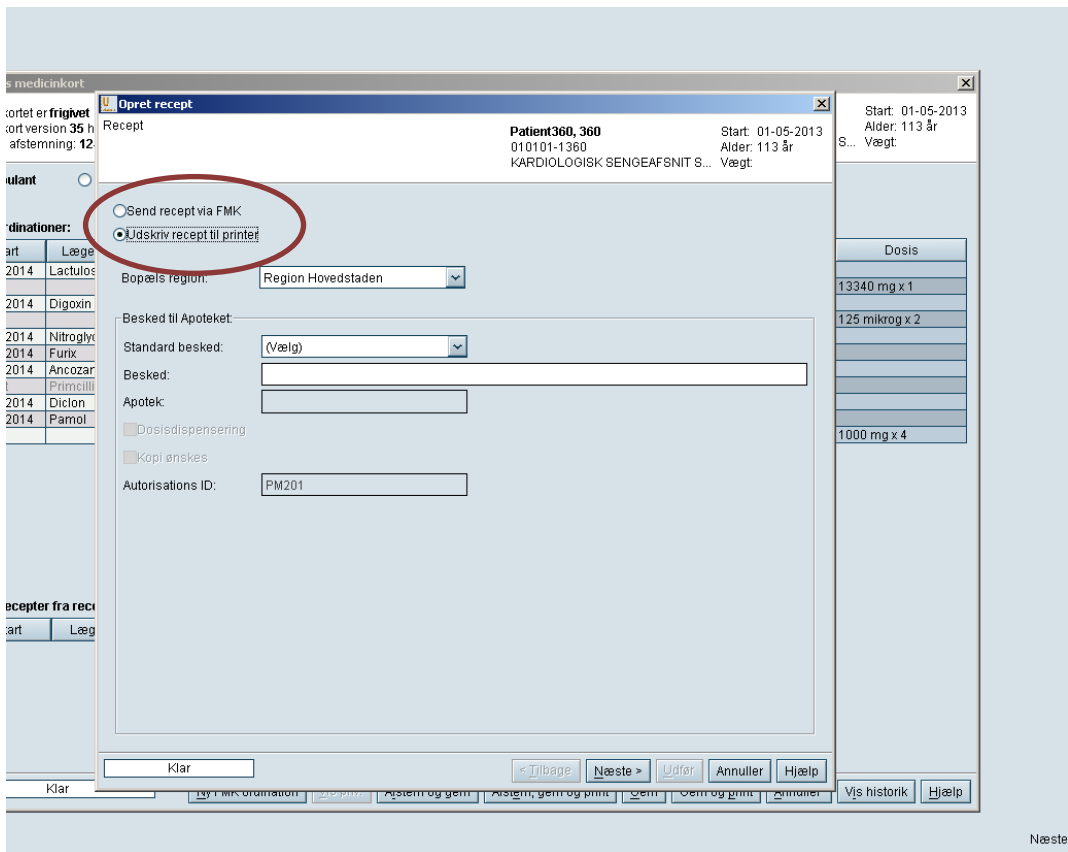 s medicinkort
Opret recept
kortet er frigivet
kort version 35 h
afstemning: 12-
Recept
Patient360, 360
010101-1360
KARDIOLOGISK SENGEAFSNIT S...
Start: 01-05-2013
Alder: 113 år
Vægt:
Start: 01-05-2013
Alder: 113 år
S... Vægt:
bulant
Send recept via FMK
Udskriv recept til printer
Bopæls region: Region Hovedstaden
Besked til Apoteket:
Standard besked: (Vælg)
Besked:
Apotek:
Dosisdispensering
Kopi ønskes
Autorisations ID: PM201
rdinationer:
art Læge
2014 Lactulos
2014 Digoxin
2014 Nitroglyc
2014 Furix
2014 Ancozar
t Primcilli
2014 Diclon
2014 Pamol
Dosis
13340 mg x 1
125 mikrog x 2
1000 mg x 4
ecepter fra rece
tart Læg
Klar
< Tilbage Næste > Udfør Annuller Hjælp
Klar
Ny FMK ordination Afstem og gem Afstem, gem og print Gem Gem og print Annuller Vis historik Hjælp
Næste